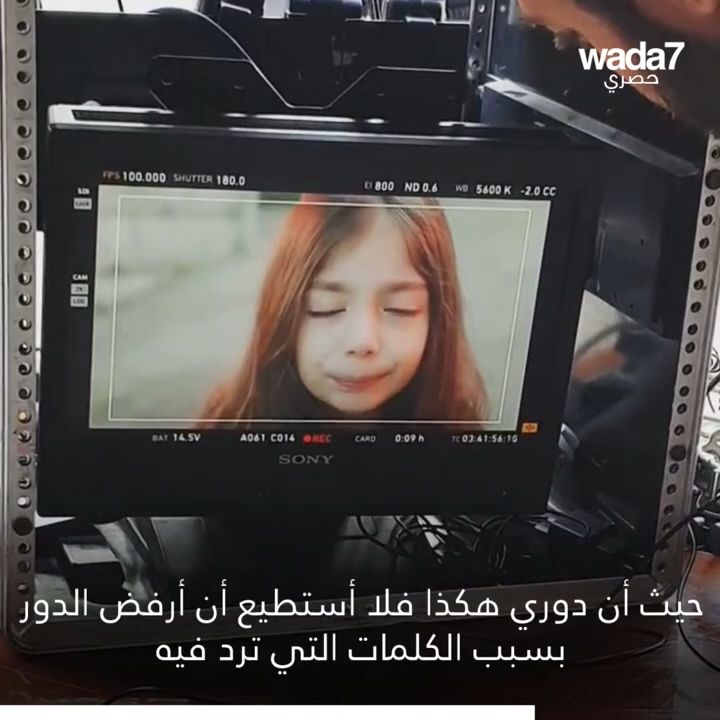 wada7
حصري
FPS 100.000 SHUTTER 180.0 EI 800 ND 0.6 WB 5600 K -2.0 CC
SDI
CAM
BAT 14.5V A061 C014 REC CARD 0:09 h TC 03:41:56:10
SONY
حيث أن دوري هكذا فلا أستطيع أن أرفض الدور
بسبب الكلمات التي ترد فيه